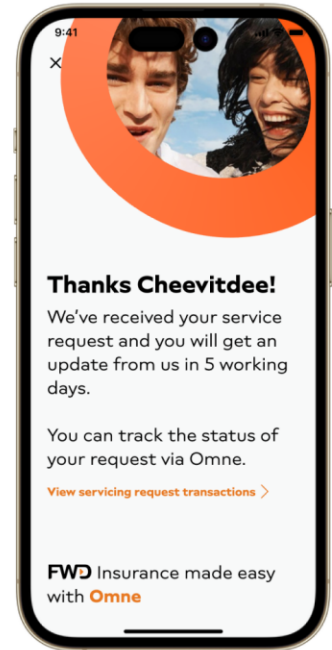 9:41
Thanks Cheevitdee!
We've received your service
request and you will get an
update from us in 5 working
days.
You can track the status of
your request via Omne.
View servicing request transactions
FWD Insurance made easy
with Omne